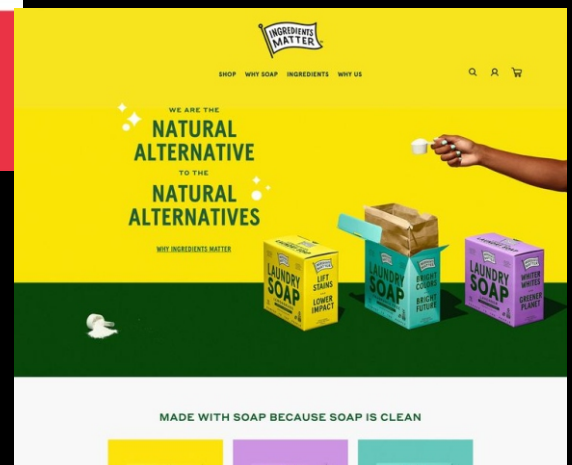 INGREDIENTS
MATTER
SHOP WHY SOAP INGREDIENTS WHY US
WE ARE THE
NATURAL
ALTERNATIVE
TO THE
NATURAL
ALTERNATIVES
WHY INGREDIENTS MATTER
LAUNDRY
SOAP
LIFT
STAINS
LOWER
IMPACT
LAUNDRY
SOAP
BRIGHT
COLORS
BRIGHT
FUTURE
LAUNDRY
SOAP
WHITER
WHITES
GREENER
PLANET
MADE WITH SOAP BECAUSE SOAP IS CLEAN